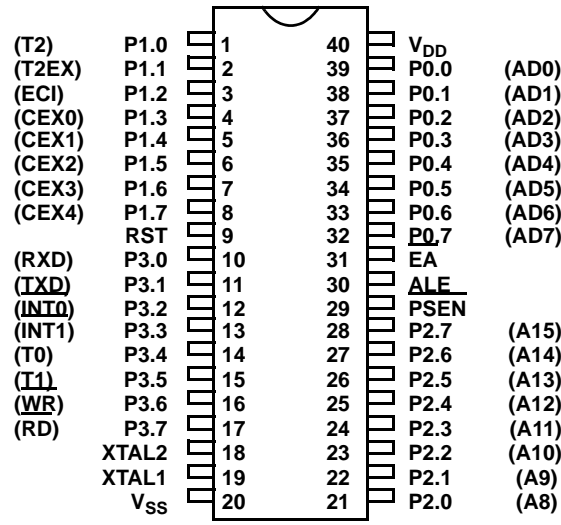 (T2) P1.0 1 40 VDD
(T2EX) P1.1 2 39 P0.0 (AD0)
(ECI) P1.2 3 38 P0.1 (AD1)
(CEX0) P1.3 4 37 P0.2 (AD2)
(CEX1) P1.4 5 36 P0.3 (AD3)
(CEX2) P1.5 6 35 P0.4 (AD4)
(CEX3) P1.6 7 34 P0.5 (AD5)
(CEX4) P1.7 8 33 P0.6 (AD6)
RST 9 32 P0.7 (AD7)
(RXD) P3.0 10 31 EA
(TXD) P3.1 11 30 ALE
(INT0) P3.2 12 29 PSEN
(INT1) P3.3 13 28 P2.7 (A15)
(T0) P3.4 14 27 P2.6 (A14)
(T1) P3.5 15 26 P2.5 (A13)
(WR) P3.6 16 25 P2.4 (A12)
(RD) P3.7 17 24 P2.3 (A11)
XTAL2 18 23 P2.2 (A10)
XTAL1 19 22 P2.1 (A9)
VSS 20 21 P2.0 (A8)